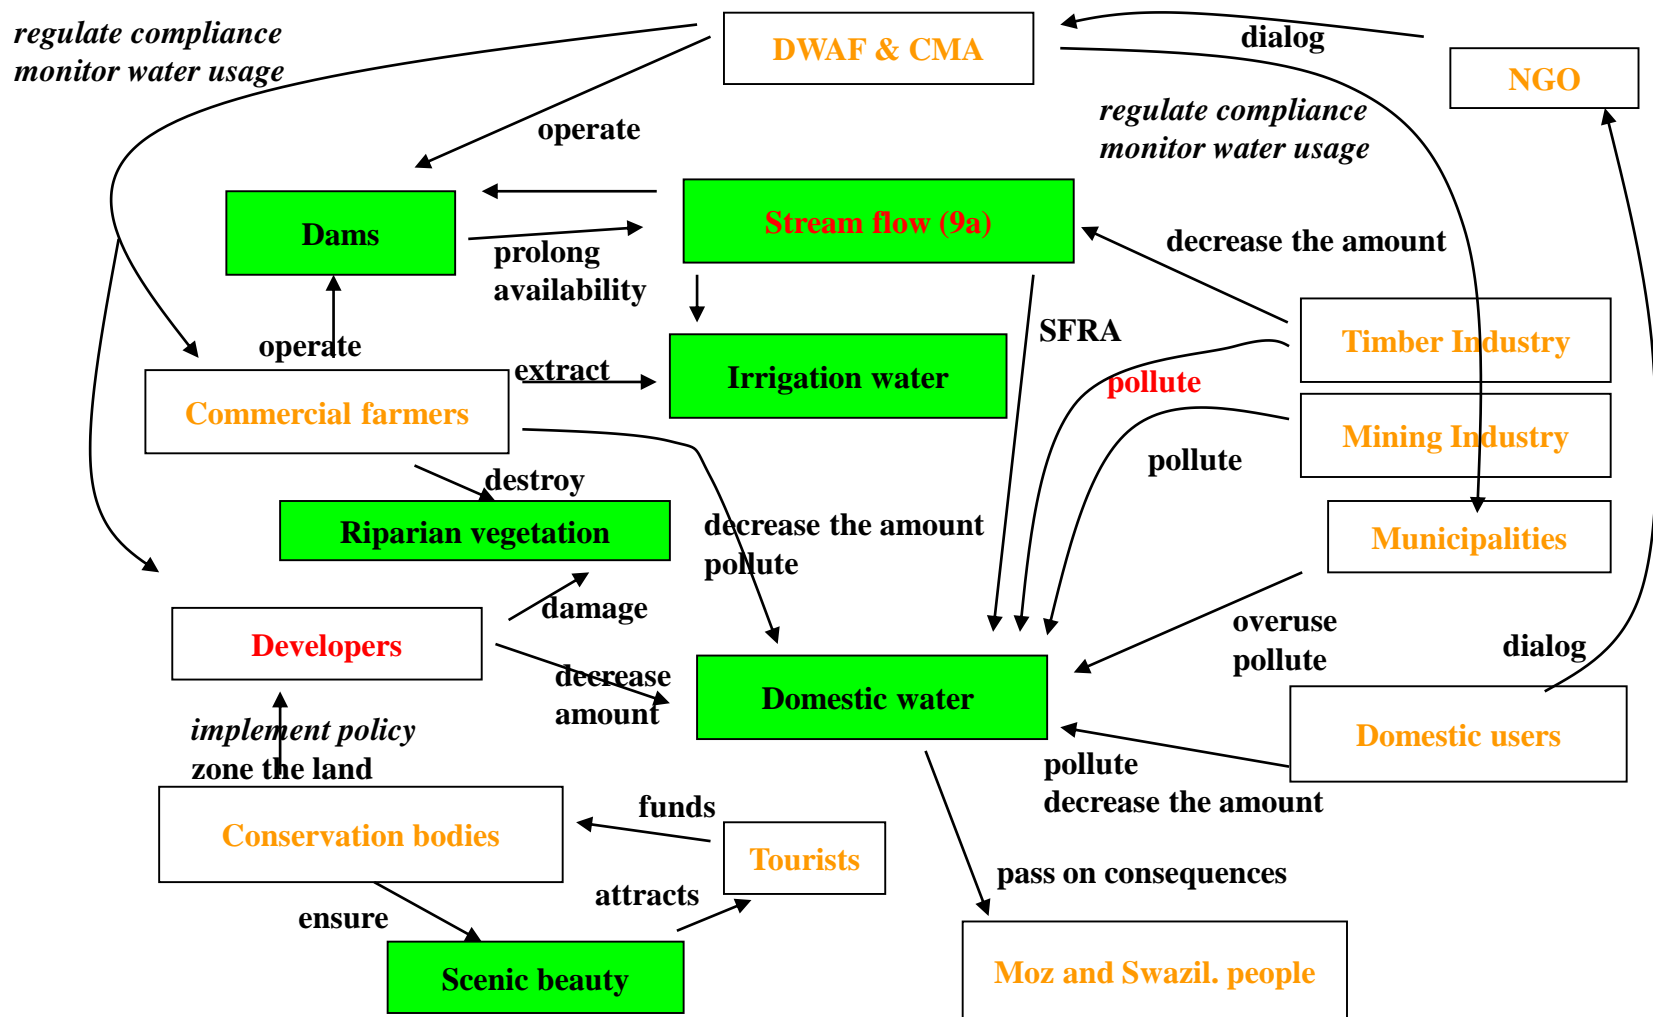 regulate compliance
monitor water usage
DWAF & CMA
dialog
NGO
operate
regulate compliance
monitor water usage
Dams
Stream flow (9a)
prolong
availability
decrease the amount
operate
SFRA
Timber Industry
extract
Irrigation water
pollute
Commercial farmers
Mining Industry
pollute
destroy
Riparian vegetation
decrease the amount
pollute
Municipalities
damage
overuse
pollute
dialog
Developers
decrease
amount
Domestic water
Domestic users
implement policy
zone the land
pollute
decrease the amount
funds
Conservation bodies
Tourists
pass on consequences
attracts
ensure
Scenic beauty
Moz and Swazil. people